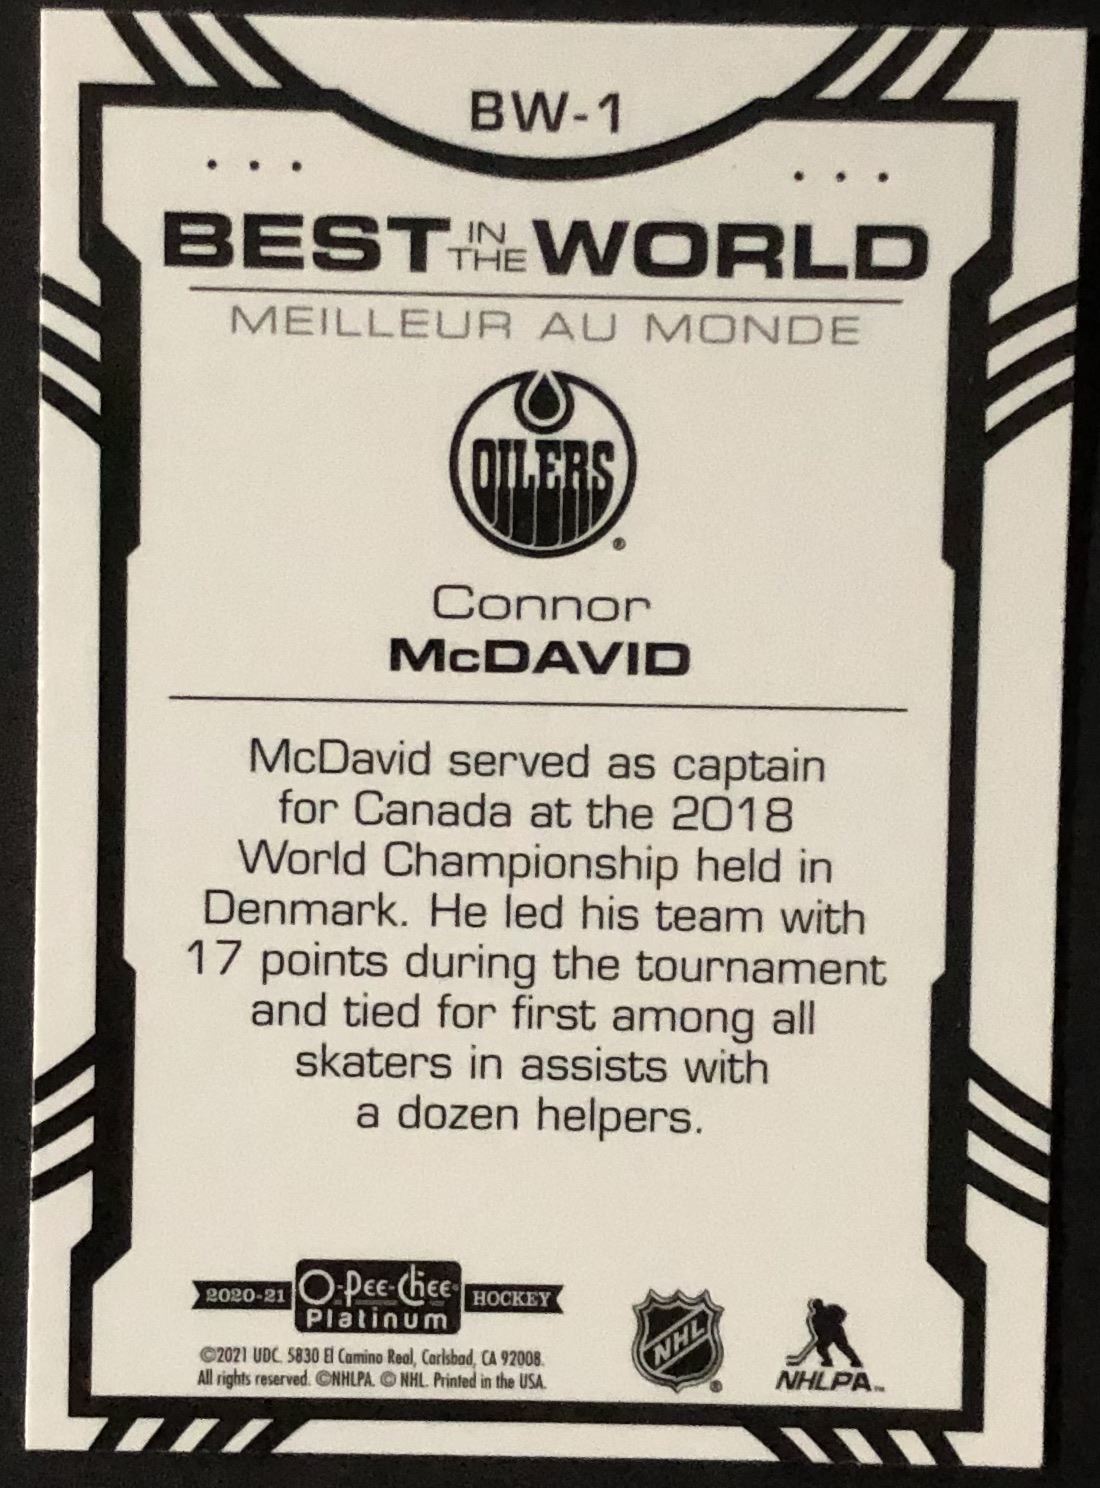 BW-1
BEST IN THE WORLD
MEILLEUR AU MONDE
OILERS
®
Connor
McDAVID
McDavid served as captain
for Canada at the 2018
World Championship held in
Denmark. He led his team with
17 points during the tournament
and tied for first among all
skaters in assists with
a dozen helpers.
2020-21 O-Pee-Chee Platinum HOCKEY
©2021 UDC. 5830 El Camino Real, Carlsbad, CA 92008.
All rights reserved. ©NHLPA. © NHL. Printed in the USA.
NHL ®
NHLPA™